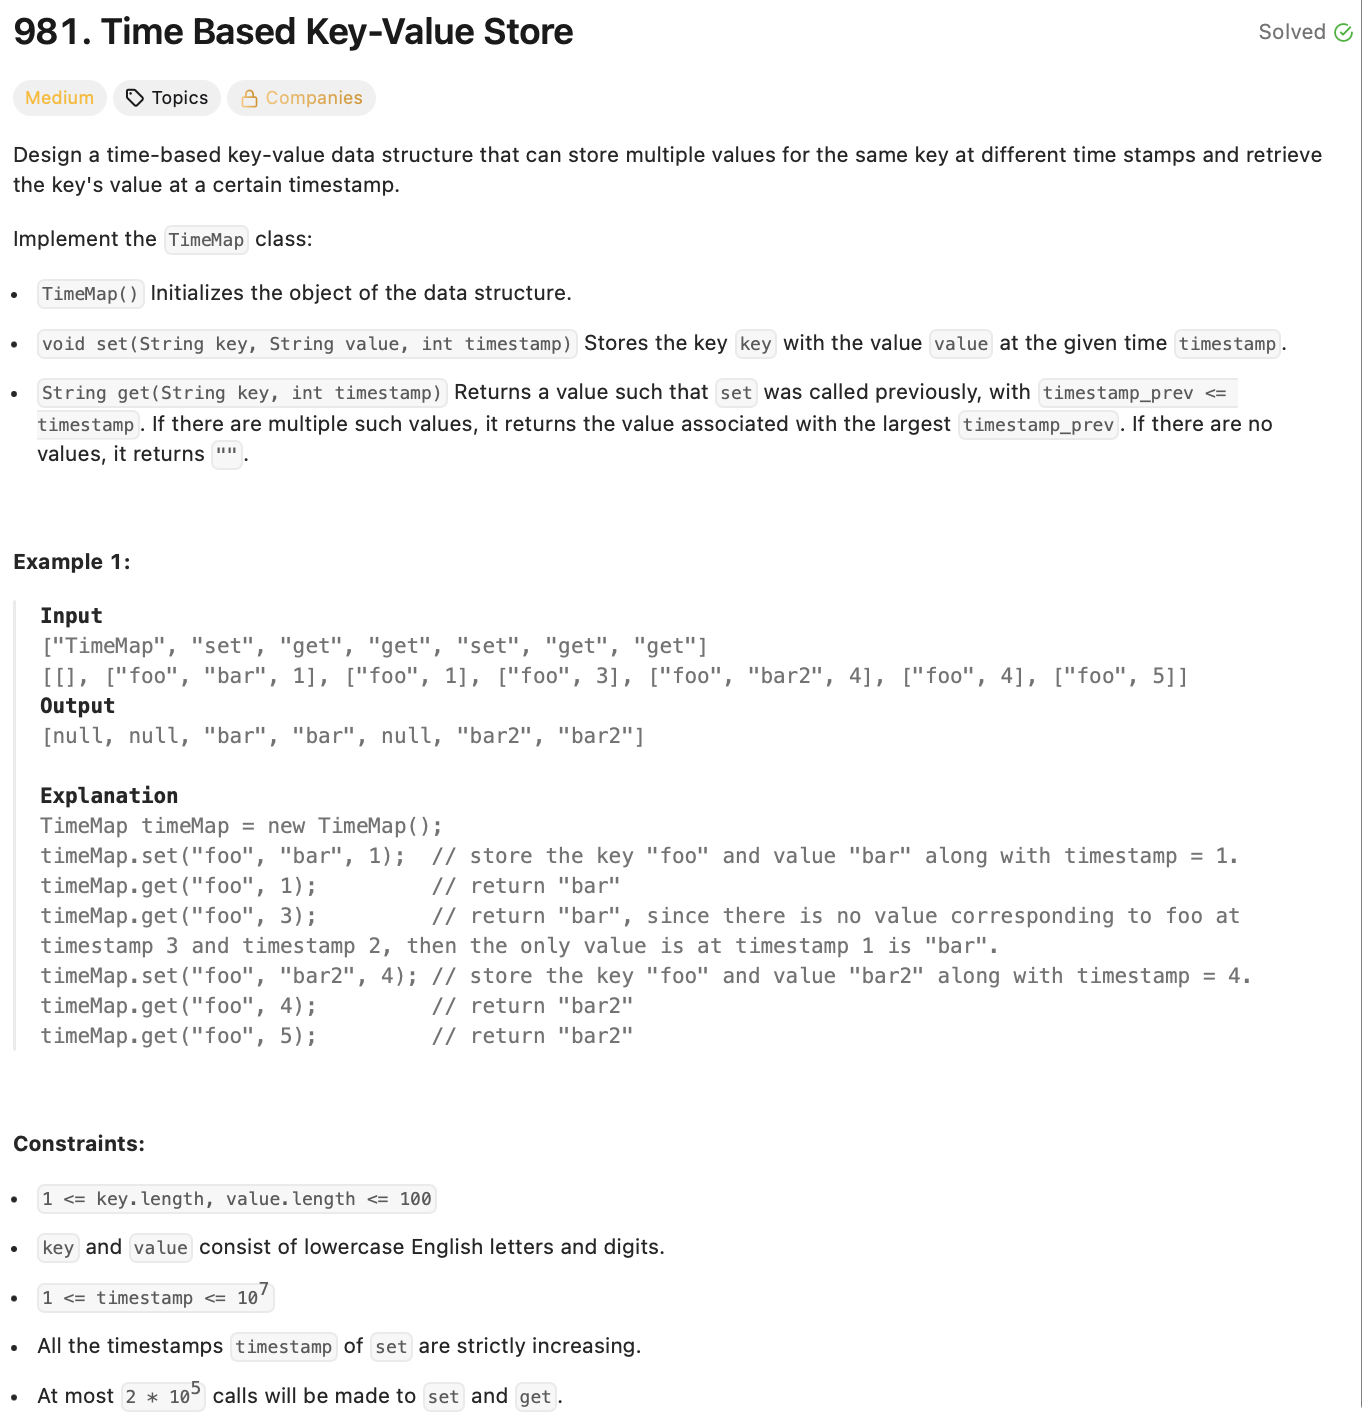 981. Time Based Key-Value Store
Solved
Medium
Topics
Companies
Design a time-based key-value data structure that can store multiple values for the same key at different time stamps and retrieve
the key's value at a certain timestamp.
Implement the TimeMap class:
• TimeMap() Initializes the object of the data structure.
• void set(String key, String value, int timestamp) Stores the key key with the value value at the given time timestamp.
• String get(String key, int timestamp) Returns a value such that set was called previously, with timestamp_prev <=
timestamp. If there are multiple such values, it returns the value associated with the largest timestamp_prev. If there are no
values, it returns "".
Example 1:
Input
["TimeMap", "set", "get", "get", "set", "get", "get"]
[[], ["foo", "bar", 1], ["foo", 1], ["foo", 3], ["foo", "bar2", 4], ["foo", 4], ["foo", 5]]
Output
[null, null, "bar", "bar", null, "bar2", "bar2"]
Explanation
TimeMap timeMap = new TimeMap();
timeMap.set("foo", "bar", 1);  // store the key "foo" and value "bar" along with timestamp = 1.
timeMap.get("foo", 1);         // return "bar"
timeMap.get("foo", 3);         // return "bar", since there is no value corresponding to foo at
timestamp 3 and timestamp 2, then the only value is at timestamp 1 is "bar".
timeMap.set("foo", "bar2", 4); // store the key "foo" and value "bar2" along with timestamp = 4.
timeMap.get("foo", 4);         // return "bar2"
timeMap.get("foo", 5);         // return "bar2"
Constraints:
• 1 <= key.length, value.length <= 100
• key and value consist of lowercase English letters and digits.
• 1 <= timestamp <= 10⁷
• All the timestamps timestamp of set are strictly increasing.
• At most 2 * 10⁵ calls will be made to set and get.